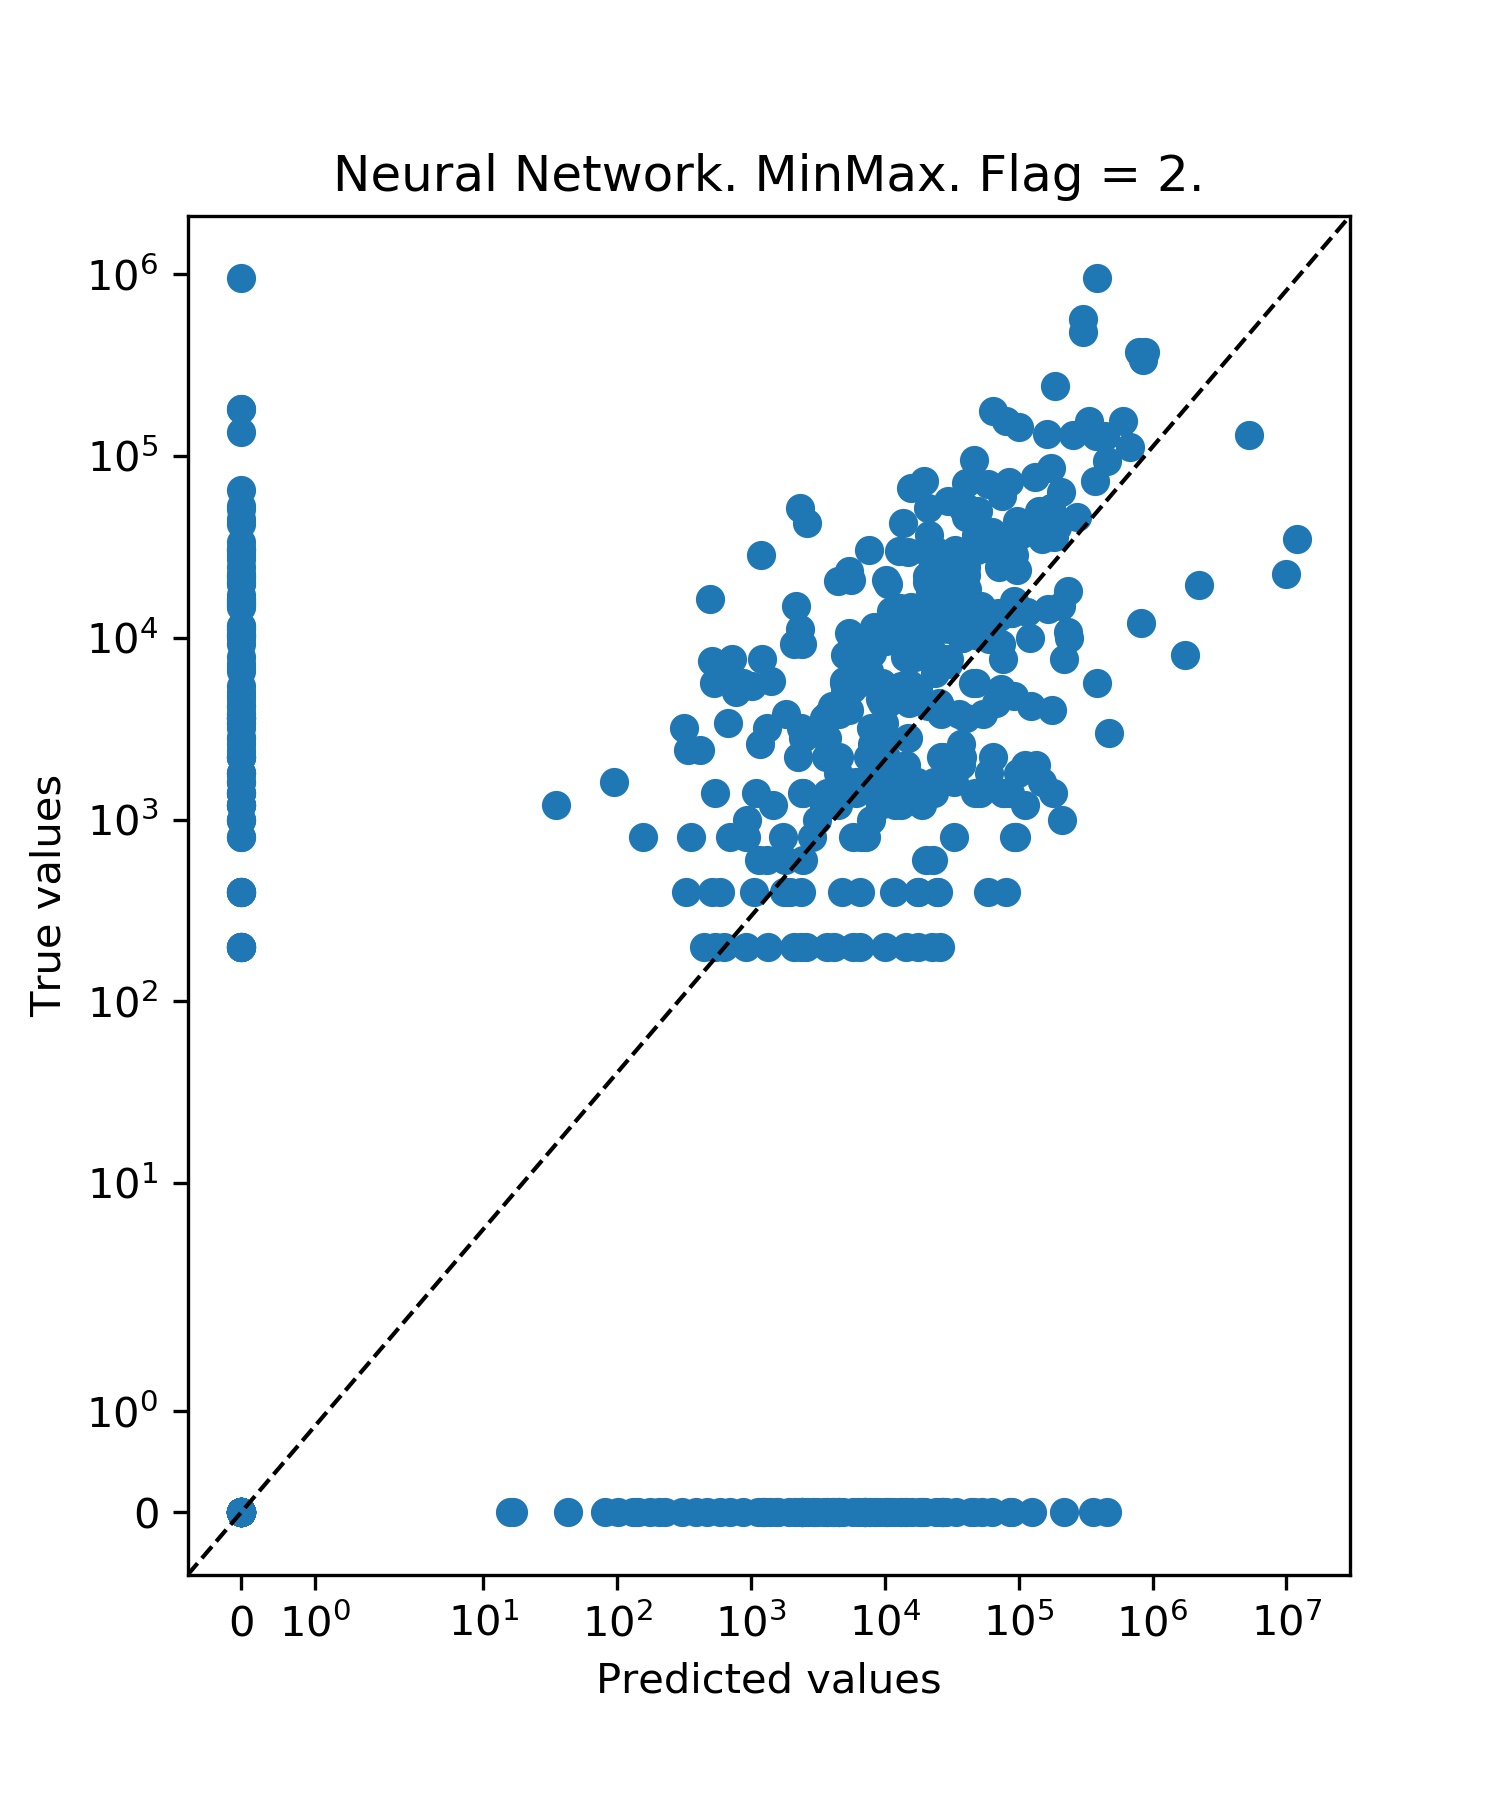 Neural Network. MinMax. Flag = 2.
10⁶
10⁵
10⁴
10³
10²
10¹
10⁰
0
True values
0 10⁰ 10¹ 10² 10³ 10⁴ 10⁵ 10⁶ 10⁷
Predicted values